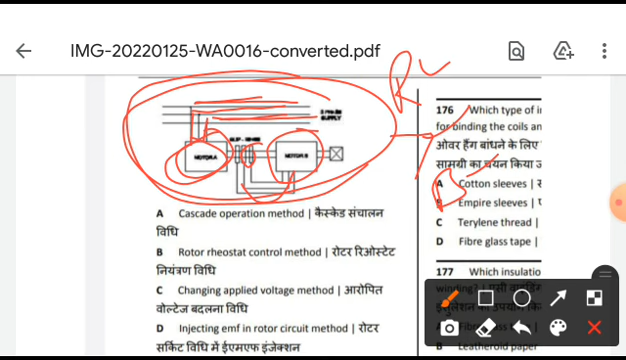 IMG-20220125-WA0016-converted.pdf
SUPPLY
MOTOR A
MOTOR B
A Cascade operation method | कैस्केड संचालन
विधि
B Rotor rheostat control method | रोटर रिओस्टेट
नियंत्रण विधि
C Changing applied voltage method | आरोपित
वोल्टेज बदलना विधि
D Injecting emf in rotor circuit method | रोटर
सर्किट विधि में ईएमएफ इंजेक्शन
R
Y
B
176 Which type of i
for binding the coils an
ओवर हैंग बांधने के लिए
सामग्री का चयन किया
A Cotton sleeves |
Empire sleeves |
C Terylene thread |
D Fibre glass tape |
177 Which insulatio
winding?
B Leatheroid paper